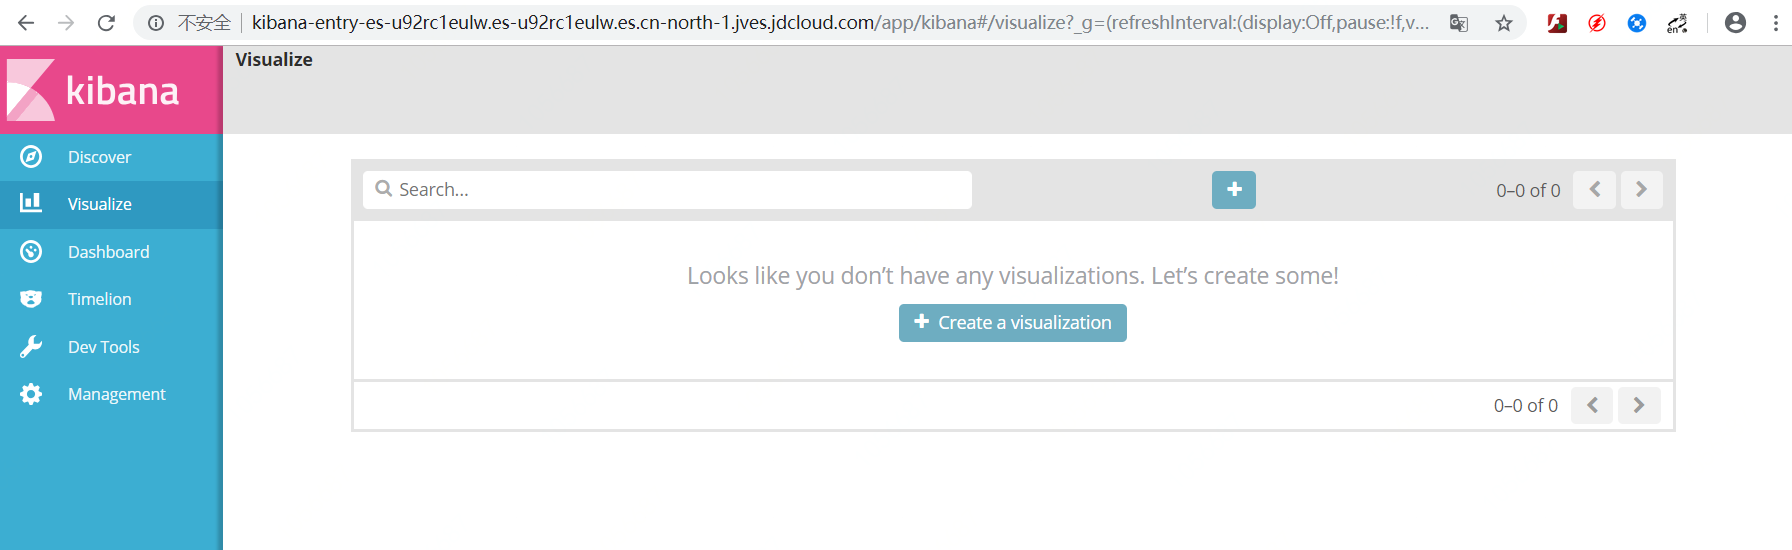 不安全 kibana-entry-es-u92rc1eulw.es-u92rc1eulw.es.cn-north-1.jves.jdcloud.com/app/kibana#/visualize?_g=(refreshInterval:(display:Off,pause:!f,v...
英
en
kibana
Visualize
Discover
Visualize
Dashboard
Timelion
Dev Tools
Management
Search...
0–0 of 0
Looks like you don’t have any visualizations. Let’s create some!
Create a visualization
0–0 of 0